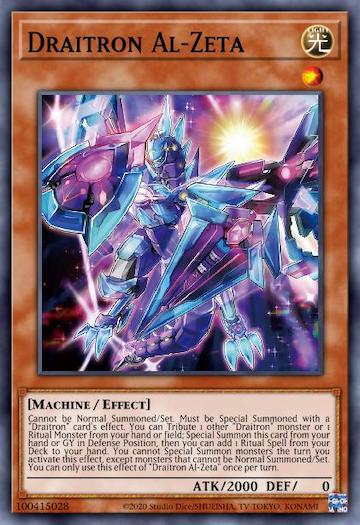 DRAITRON AL-ZETA
LIGHT
光
[MACHINE / EFFECT]
Cannot be Normal Summoned/Set. Must be Special Summoned with a
"Draitron" card's effect. You can Tribute 1 other "Draitron" monster or 1
Ritual Monster from your hand or field; Special Summon this card from your
hand or GY in Defense Position, then you can add 1 Ritual Spell from your
Deck to your hand. You cannot Special Summon monsters the turn you
activate this effect, except monsters that cannot be Normal Summoned/Set.
You can only use this effect of "Draitron Al-Zeta" once per turn.
ATK/2000 DEF/ 0
100415028
©2020 Studio Dice/SHUEISHA, TV TOKYO, KONAMI